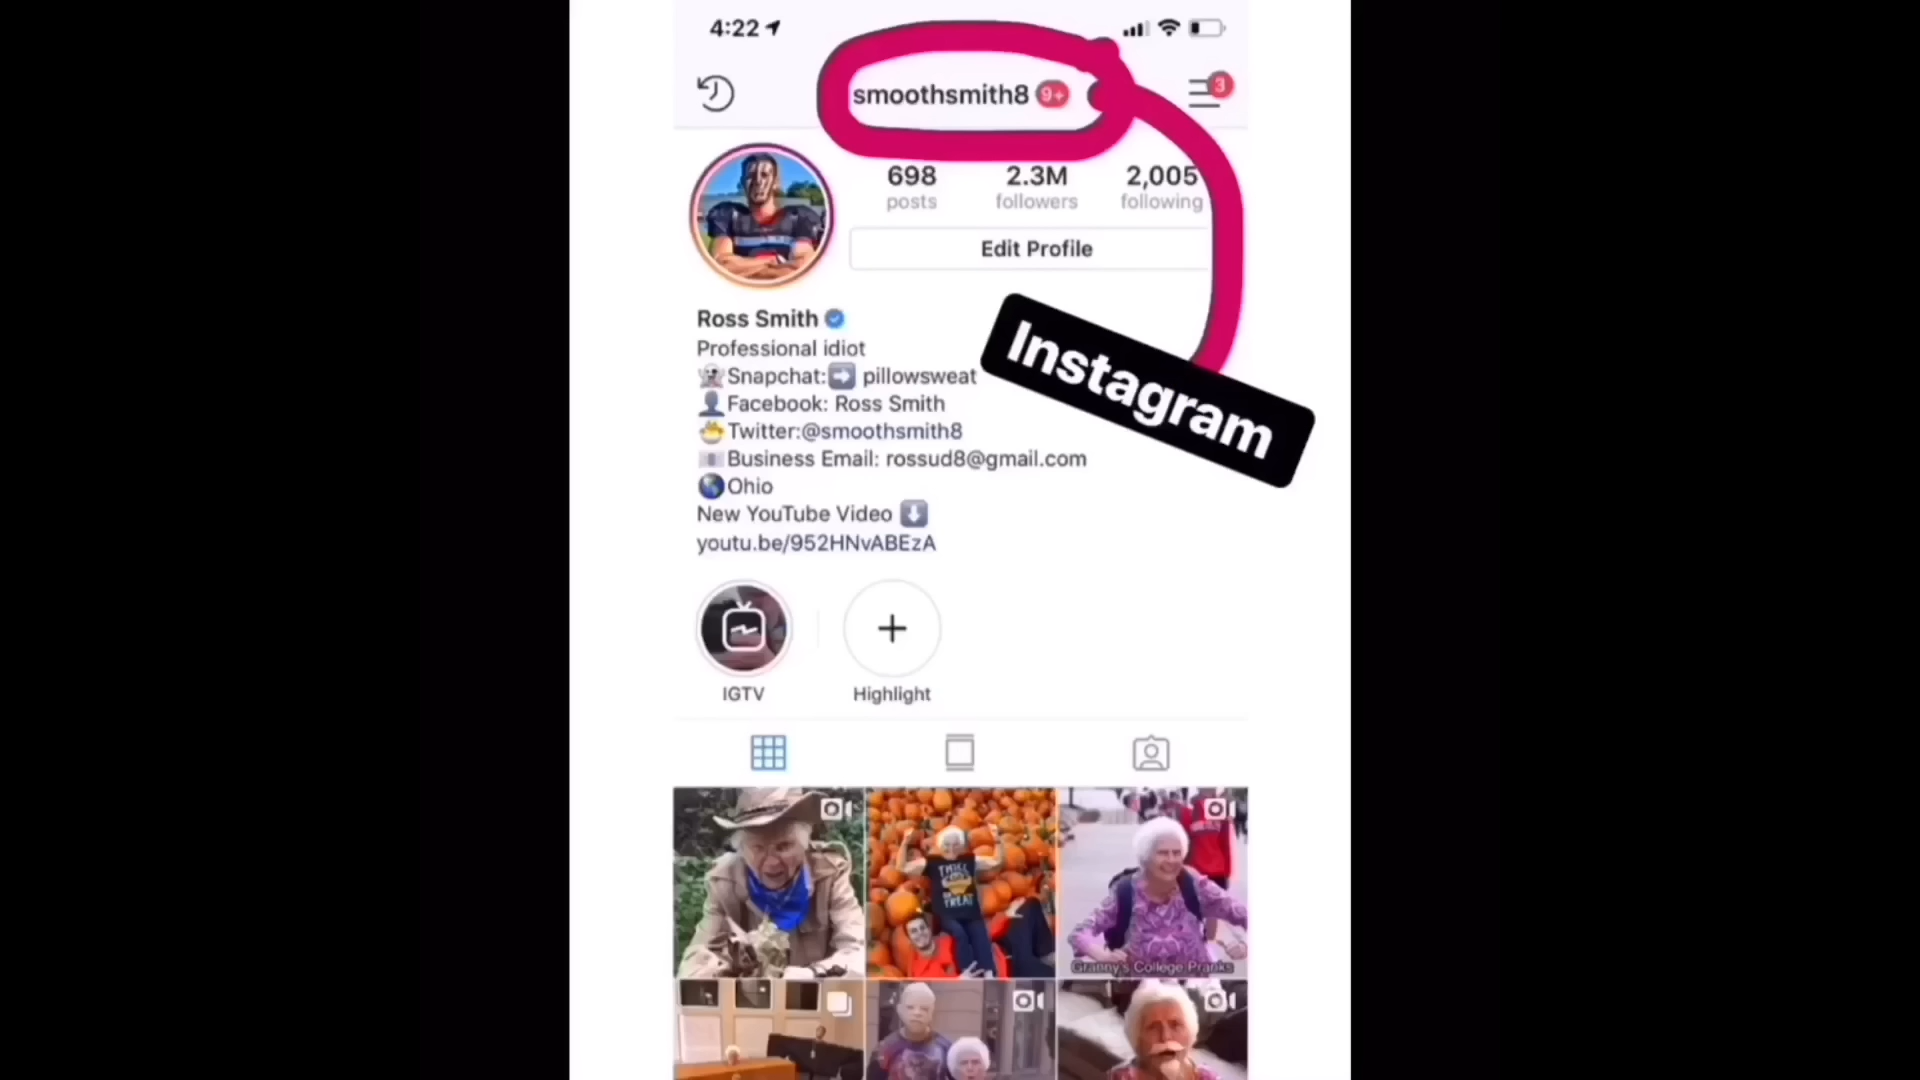 4:22
smoothsmith8 9+
3
698 2.3M 2,005
posts followers following
Edit Profile
Ross Smith
Professional idiot
Snapchat:➡️ pillowsweat
Facebook: Ross Smith
Twitter:@smoothsmith8
Business Email: rossud8@gmail.com
Ohio
New YouTube Video ⬇️
youtu.be/952HNvABEzA
Instagram
IGTV Highlight
TREAT
Granny's College Pranks